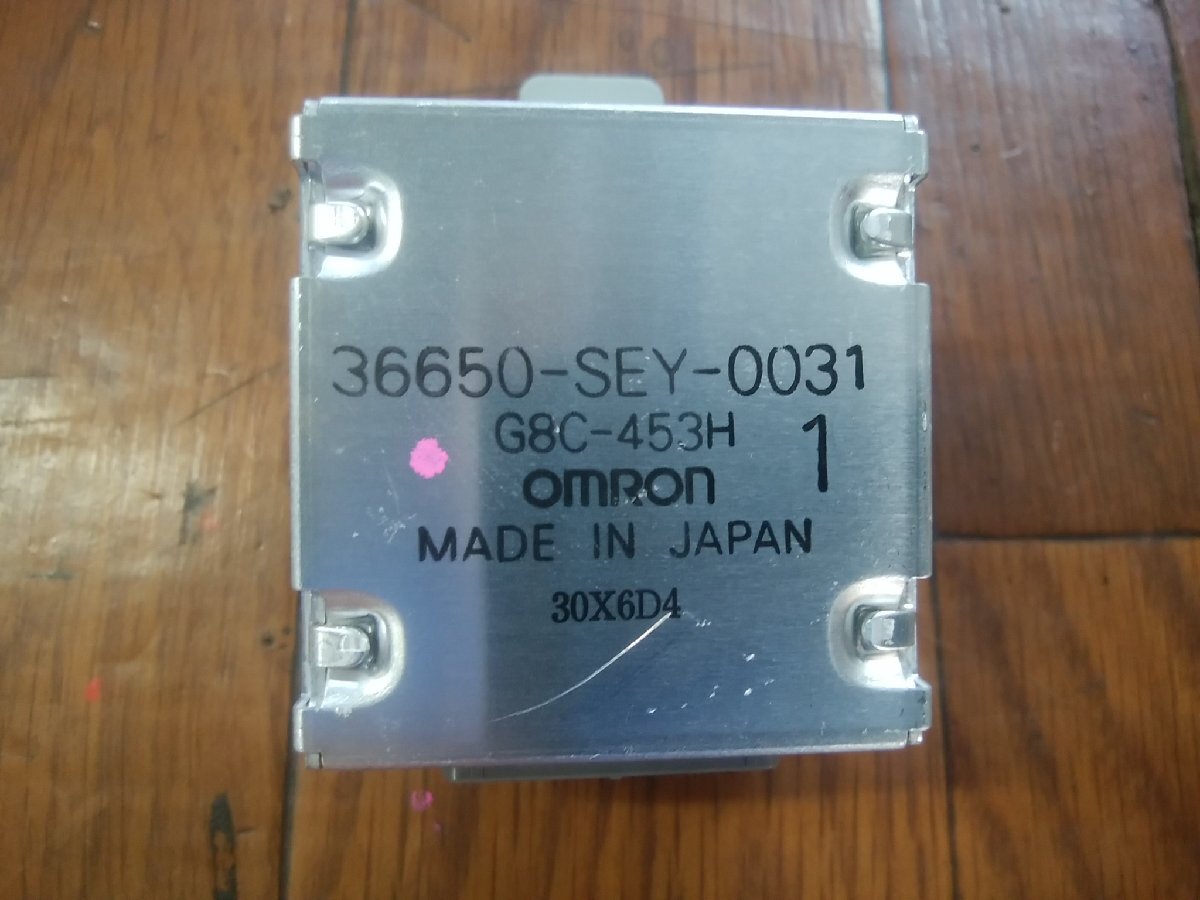 36650-SEY-0031
G8C-453H 1
OMRON
MADE IN JAPAN
30X6D4